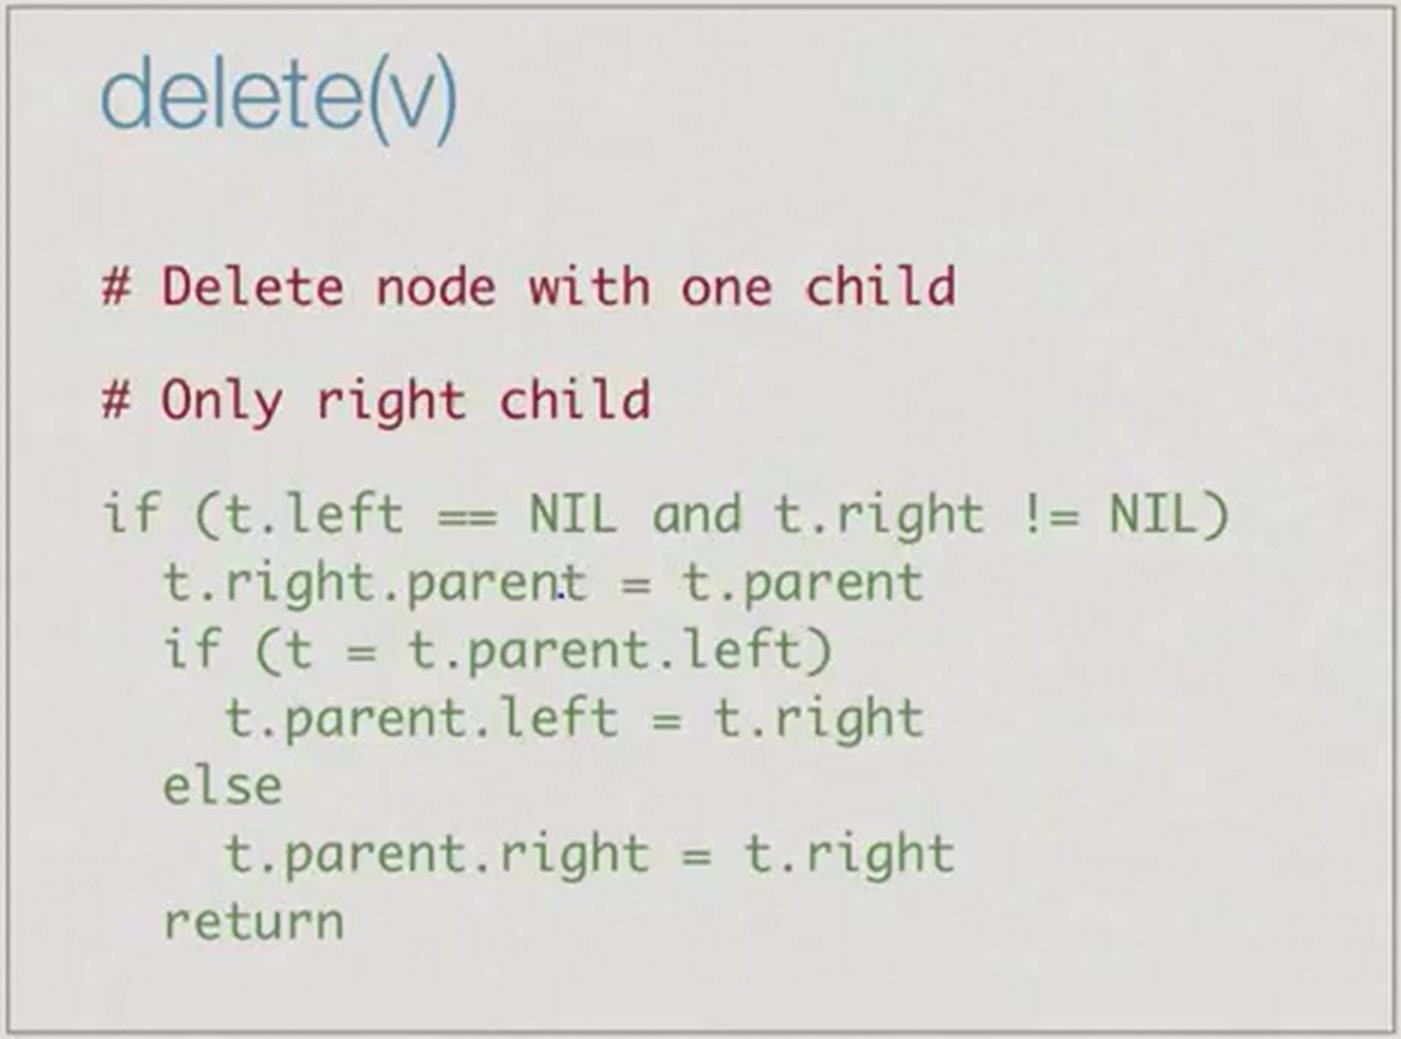 delete(v)
# Delete node with one child
# Only right child
if (t.left == NIL and t.right != NIL)
  t.right.parent = t.parent
  if (t = t.parent.left)
    t.parent.left = t.right
  else
    t.parent.right = t.right
  return